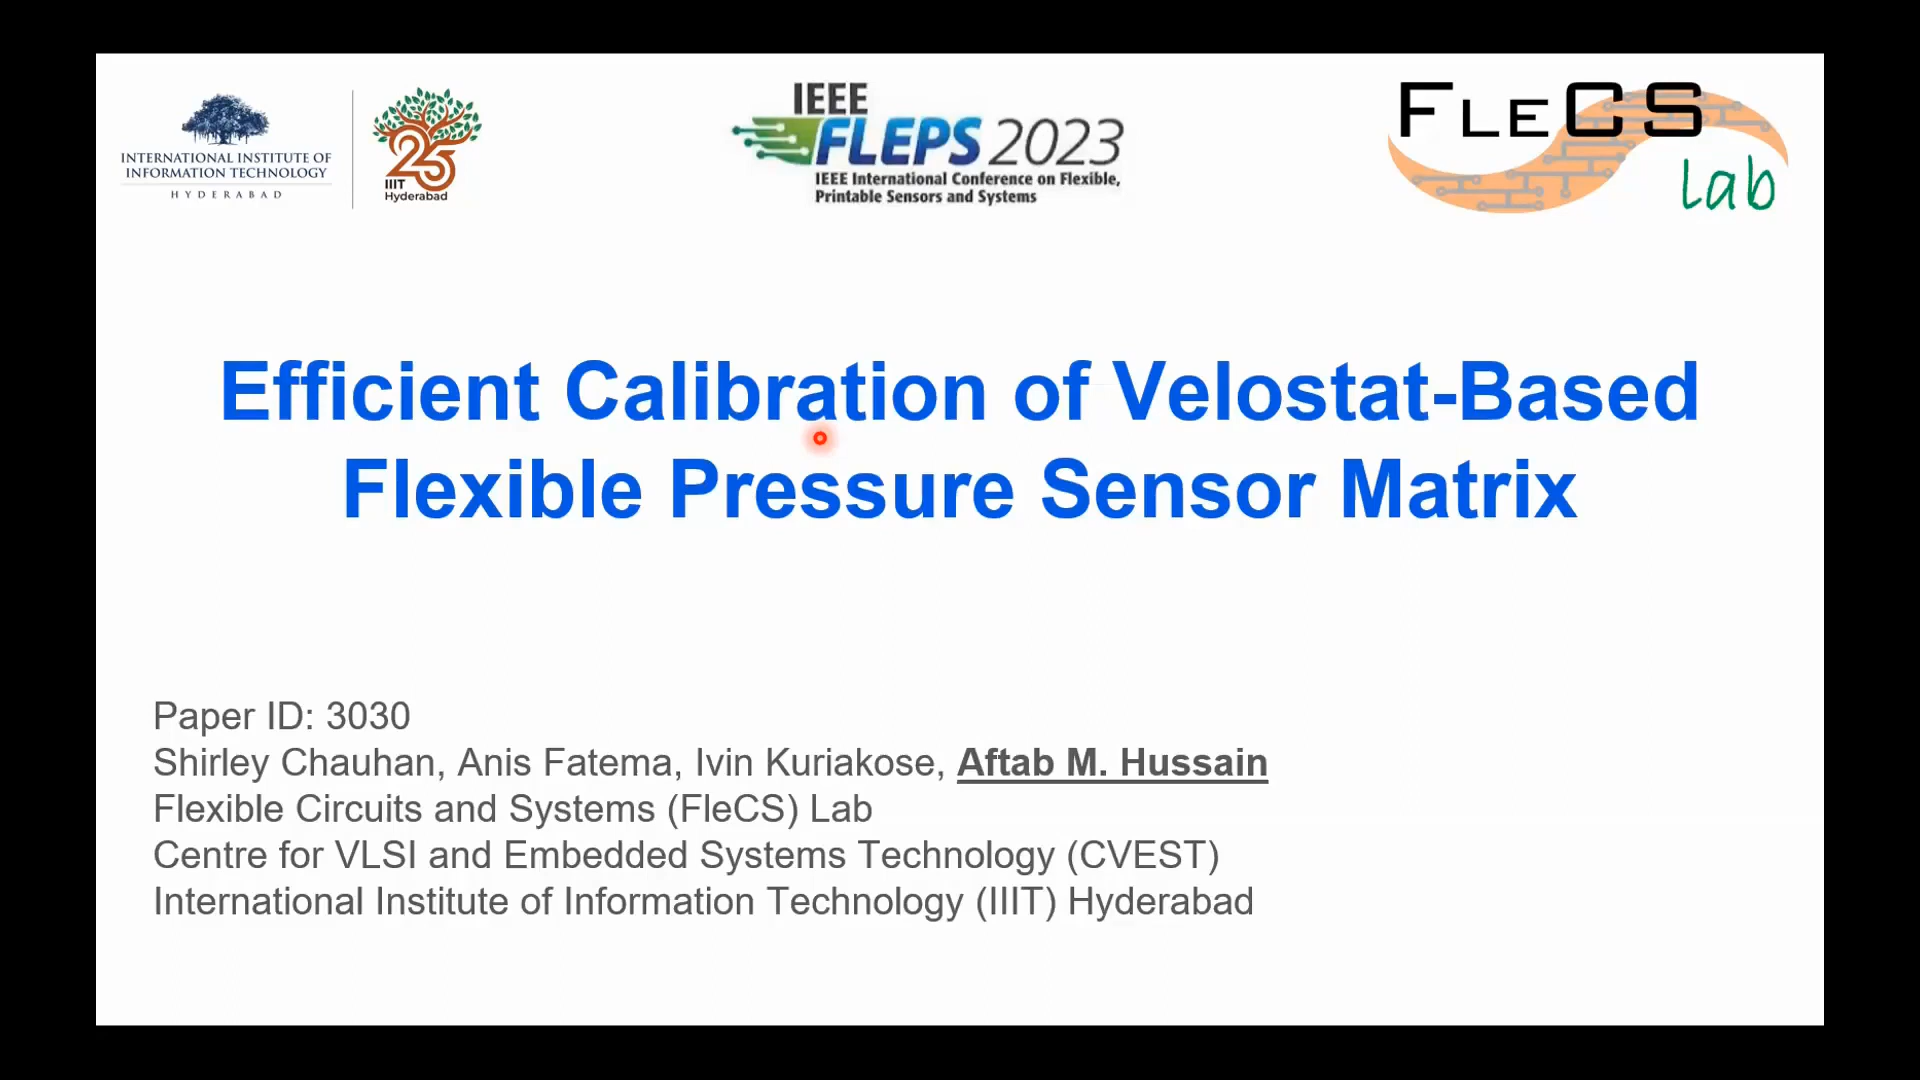 INTERNATIONAL INSTITUTE OF
INFORMATION TECHNOLOGY
HYDERABAD
25
IIIT
Hyderabad
IEEE
FLEPS 2023
IEEE International Conference on Flexible,
Printable Sensors and Systems
FLECS
lab
Efficient Calibration of Velostat-Based
Flexible Pressure Sensor Matrix
Paper ID: 3030
Shirley Chauhan, Anis Fatema, Ivin Kuriakose, Aftab M. Hussain
Flexible Circuits and Systems (FleCS) Lab
Centre for VLSI and Embedded Systems Technology (CVEST)
International Institute of Information Technology (IIIT) Hyderabad